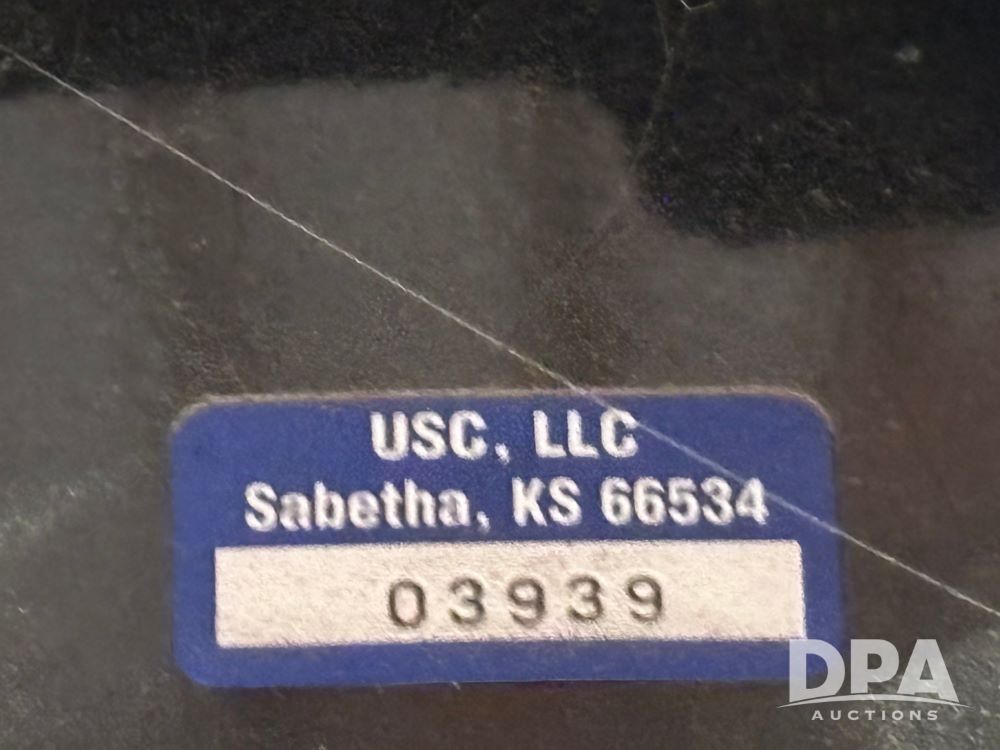 USC, LLC
Sabetha, KS 66534
03939
DPA
AUCTIONS